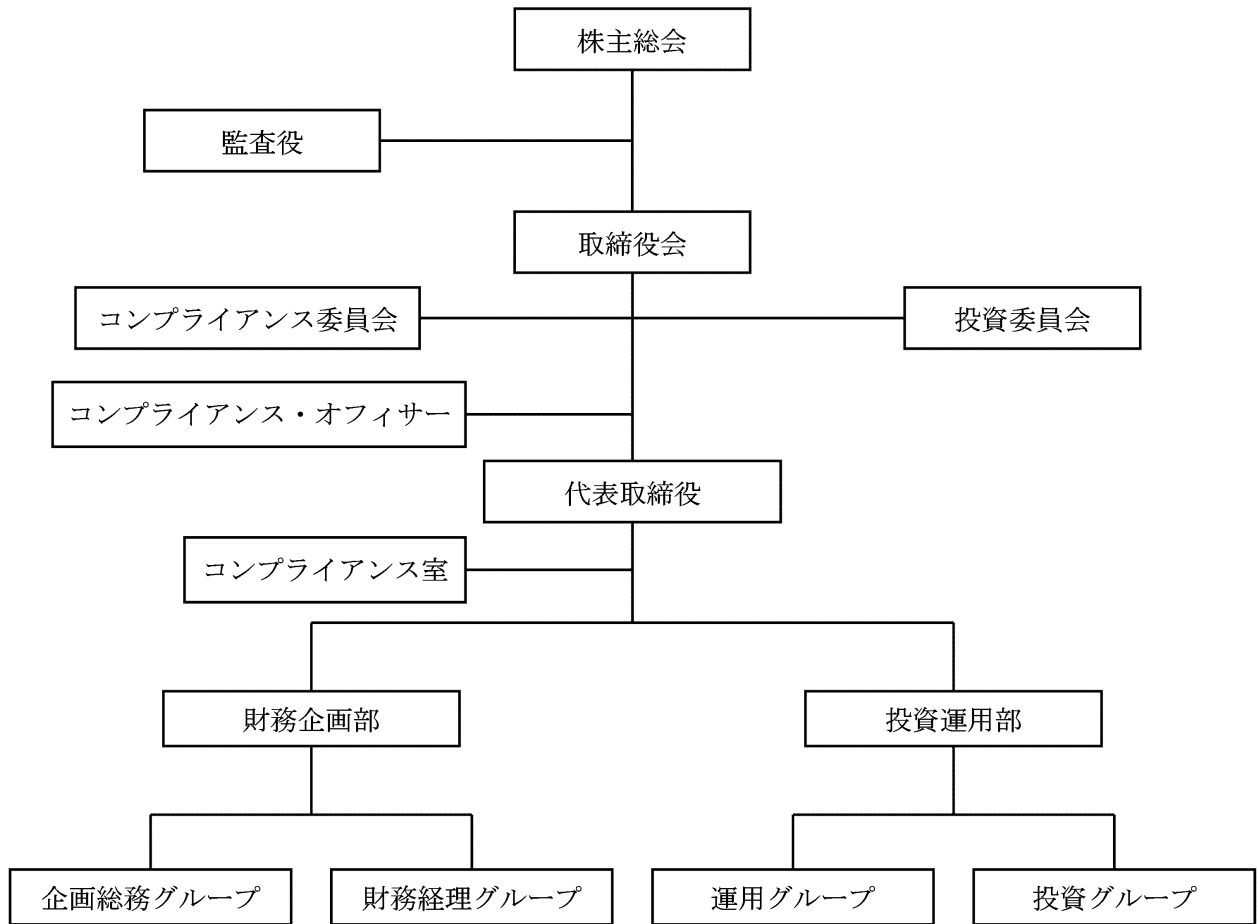 株主総会
監査役
取締役会
コンプライアンス委員会
投資委員会
コンプライアンス・オフィサー
代表取締役
コンプライアンス室
財務企画部
投資運用部
企画総務グループ
財務経理グループ
運用グループ
投資グループ